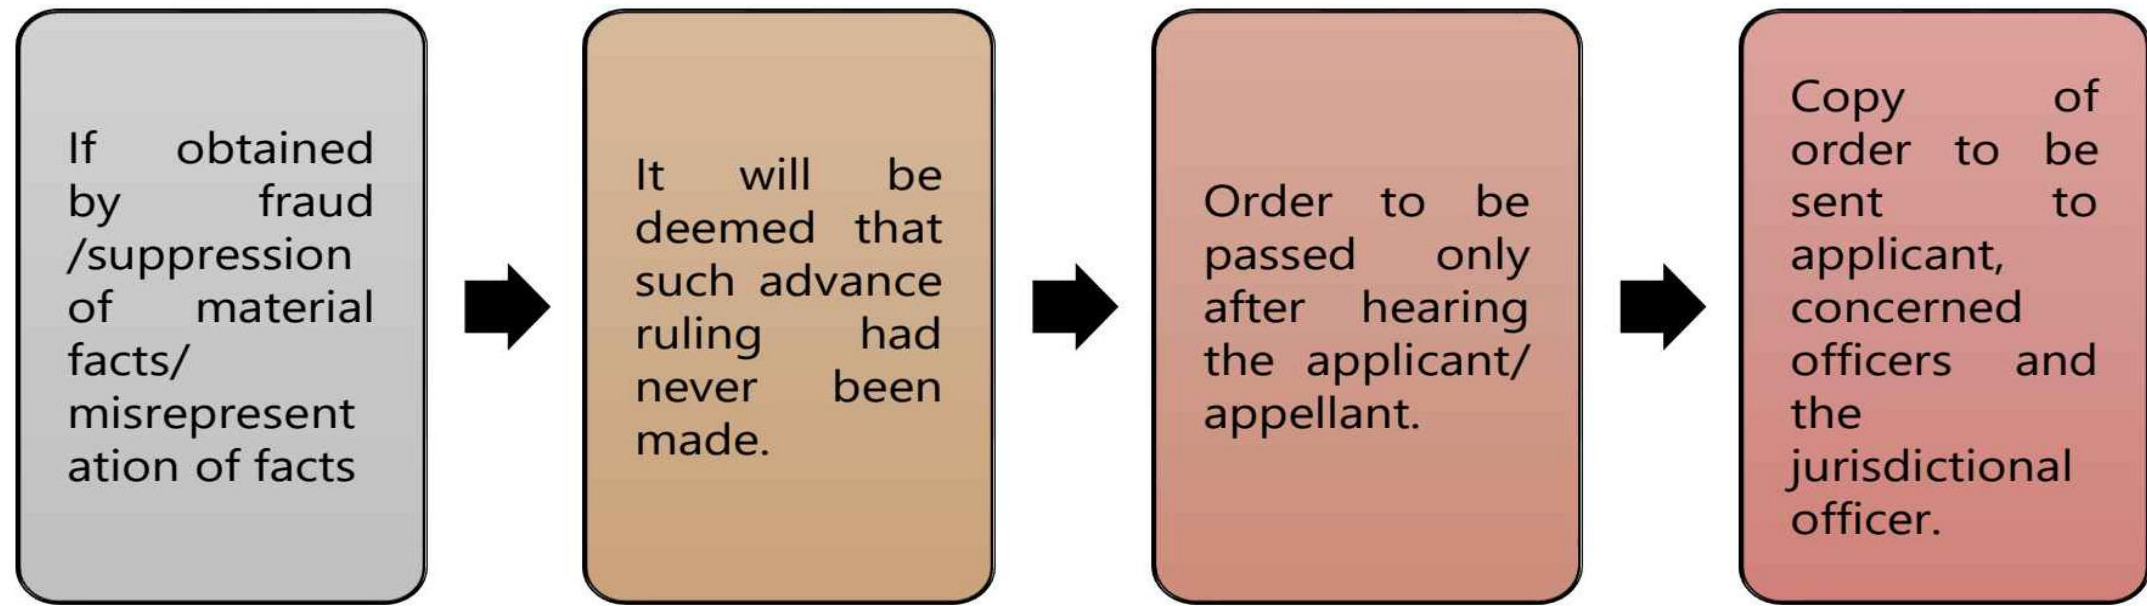 If obtained
by fraud
/suppression
of material
facts/
misrepresent
ation of facts
It will be
deemed that
such advance
ruling had
never been
made.
Order to be
passed only
after hearing
the applicant/
appellant.
Copy of
order to be
sent to
applicant,
concerned
officers and
the
jurisdictional
officer.